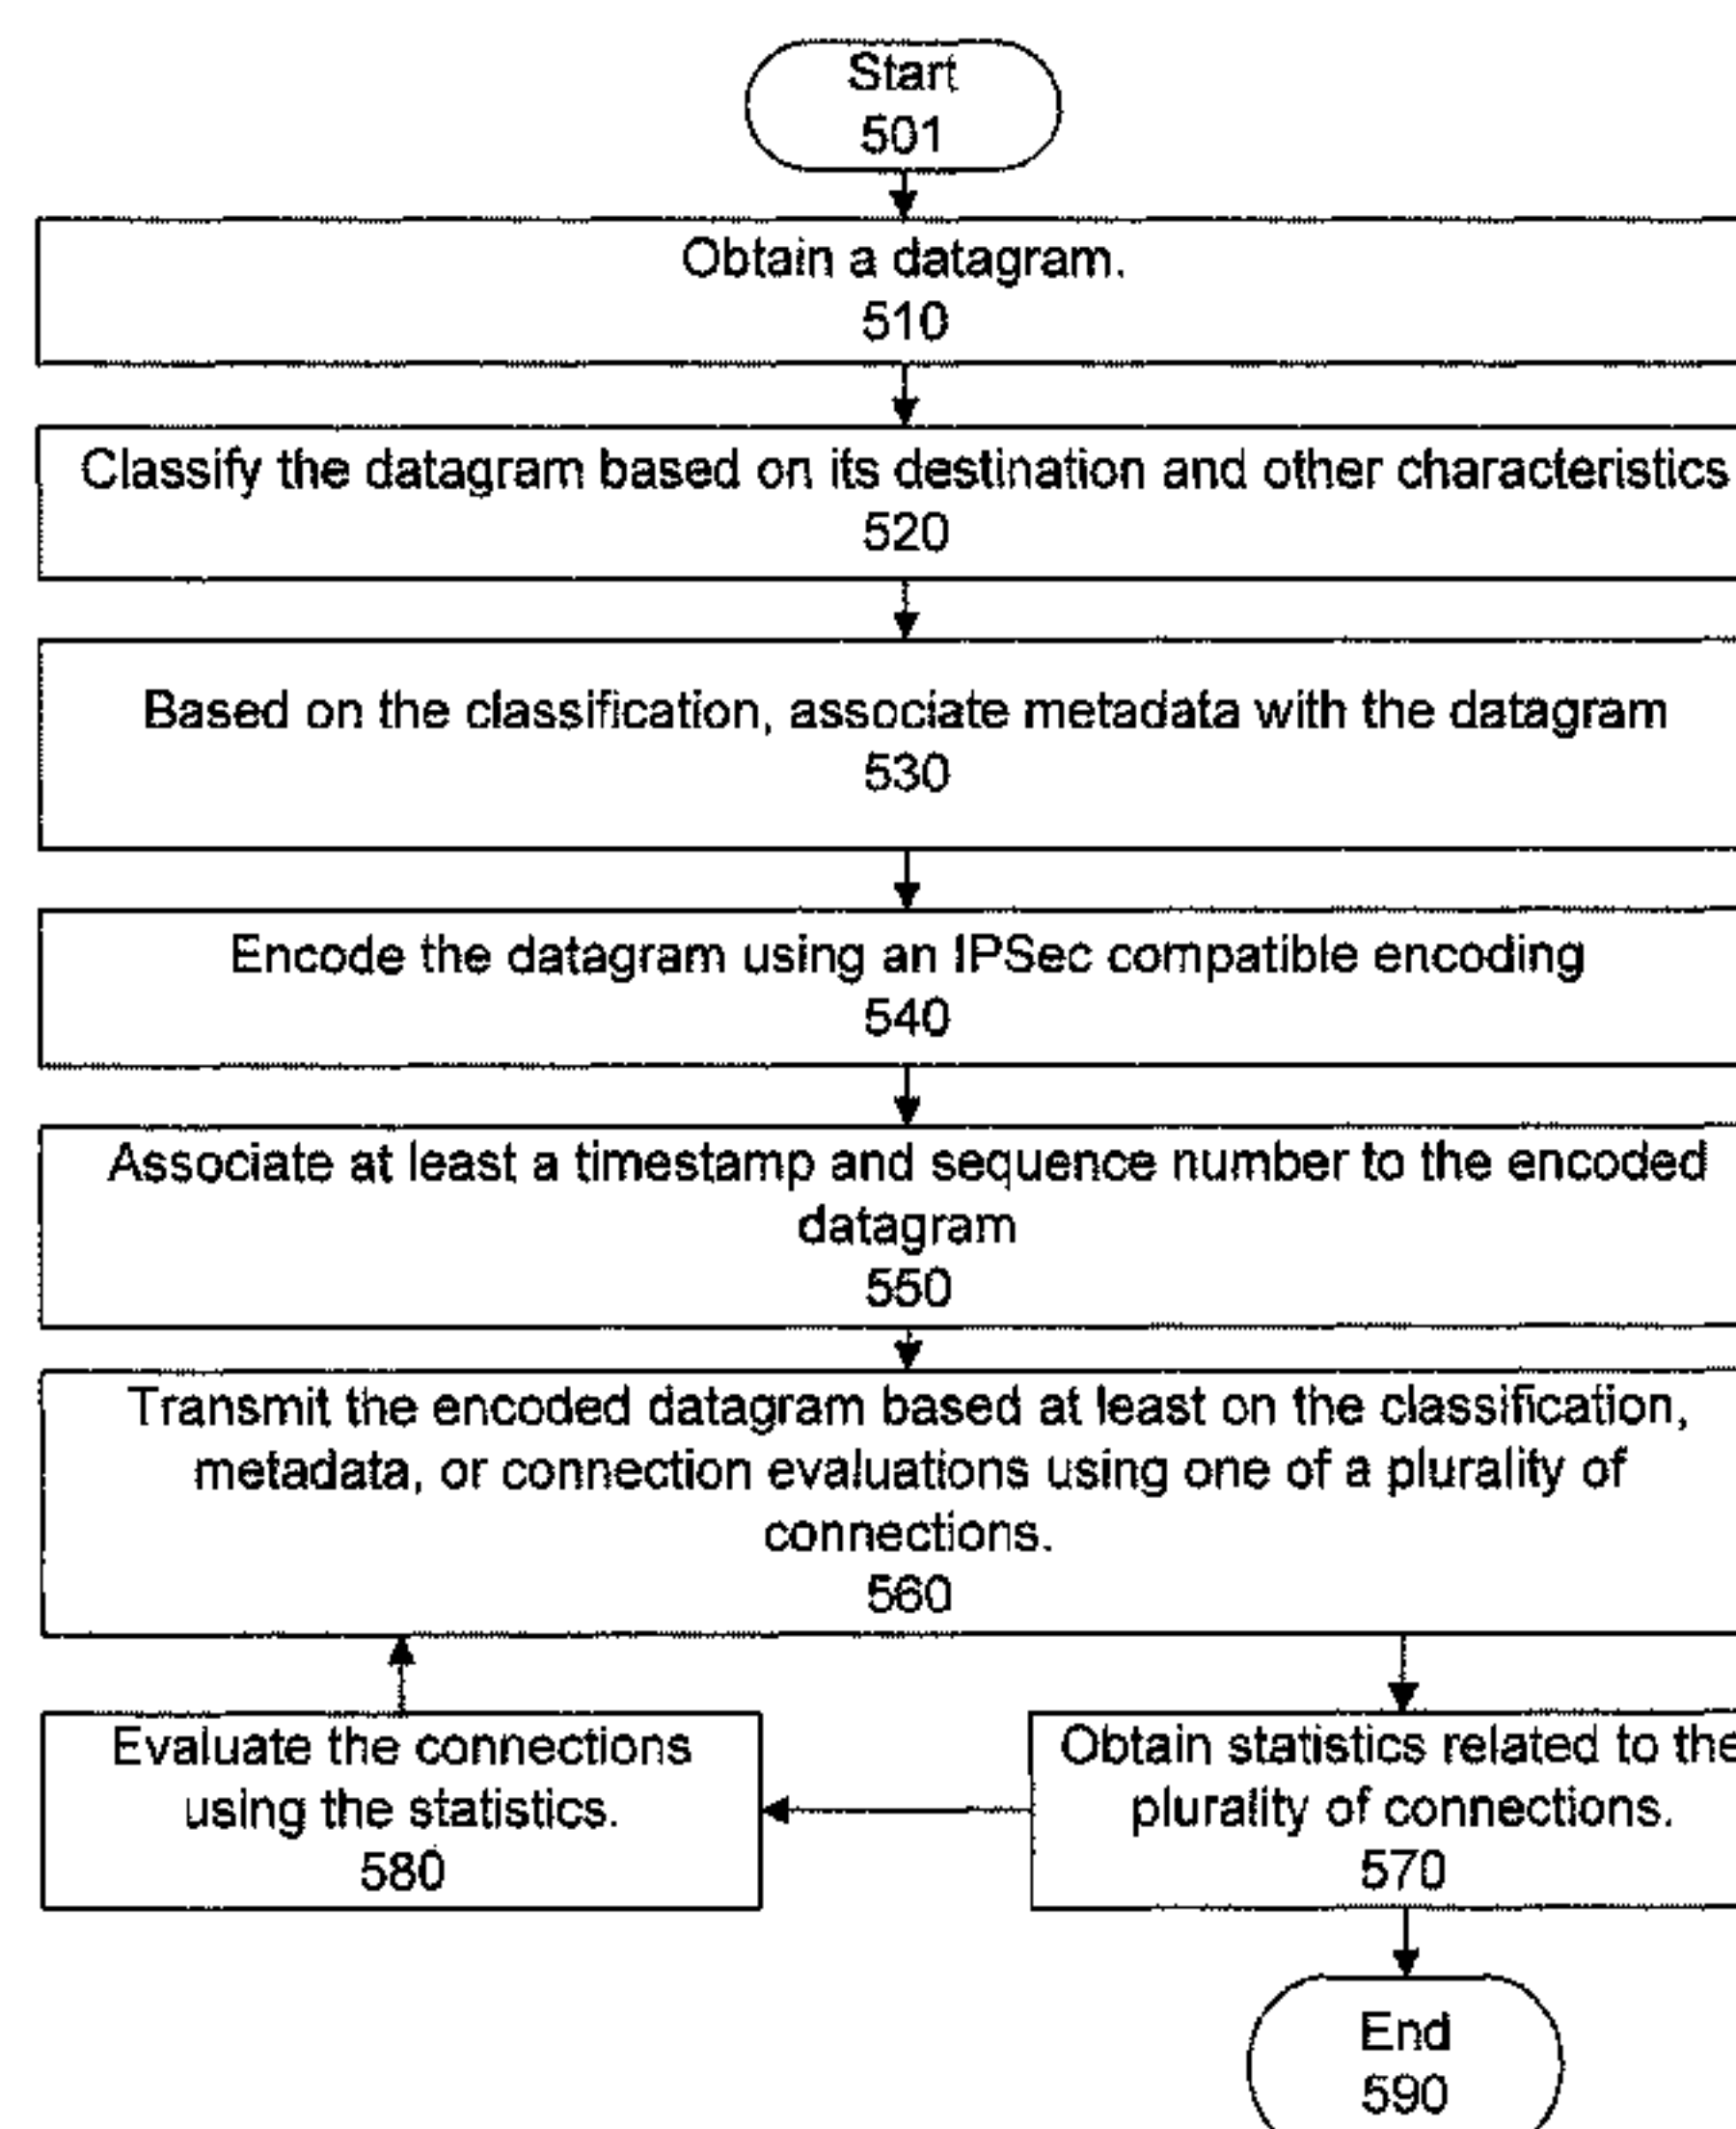 Start
501
Obtain a datagram.
510
Classify the datagram based on its destination and other characteristics
520
Based on the classification, associate metadata with the datagram
530
Encode the datagram using an IPSec compatible encoding
540
Associate at least a timestamp and sequence number to the encoded
datagram
550
Transmit the encoded datagram based at least on the classification,
metadata, or connection evaluations using one of a plurality of
connections.
560
Evaluate the connections
using the statistics.
580
Obtain statistics related to the
plurality of connections.
570
End
590